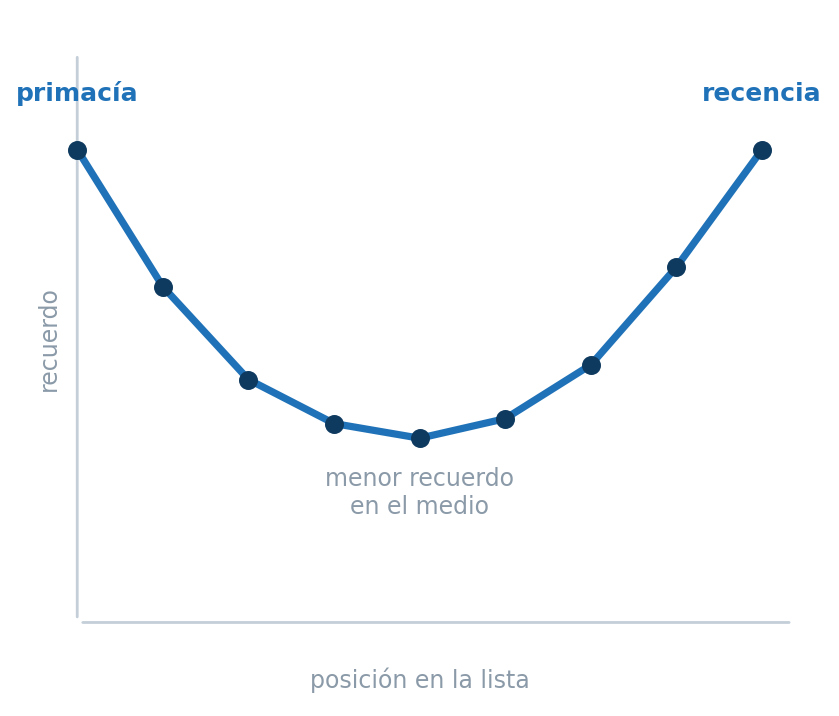 primacía
recencia
recuerdo
menor recuerdo
en el medio
posición en la lista